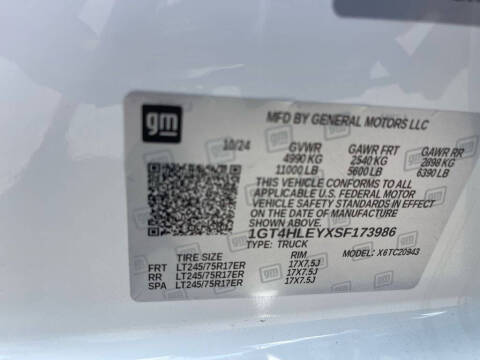 gm
MFD BY GENERAL MOTORS LLC
10/24 GVWR GAWR FRT GAWR RR
4990 KG 2540 KG 2898 KG
11000 LB 5600 LB 6390 LB
THIS VEHICLE CONFORMS TO ALL
APPLICABLE U.S. FEDERAL MOTOR
VEHICLE SAFETY STANDARDS IN EFFECT
ON THE DATE OF MANUFACTURE
SHOWN ABOVE.
1GT4HLEYXSF173986
TYPE: TRUCK
MODEL: X6TC20943
TIRE SIZE RIM
FRT LT245/75R17ER 17X7.5J
RR LT245/75R17ER 17X7.5J
SPA LT245/75R17ER 17X7.5J